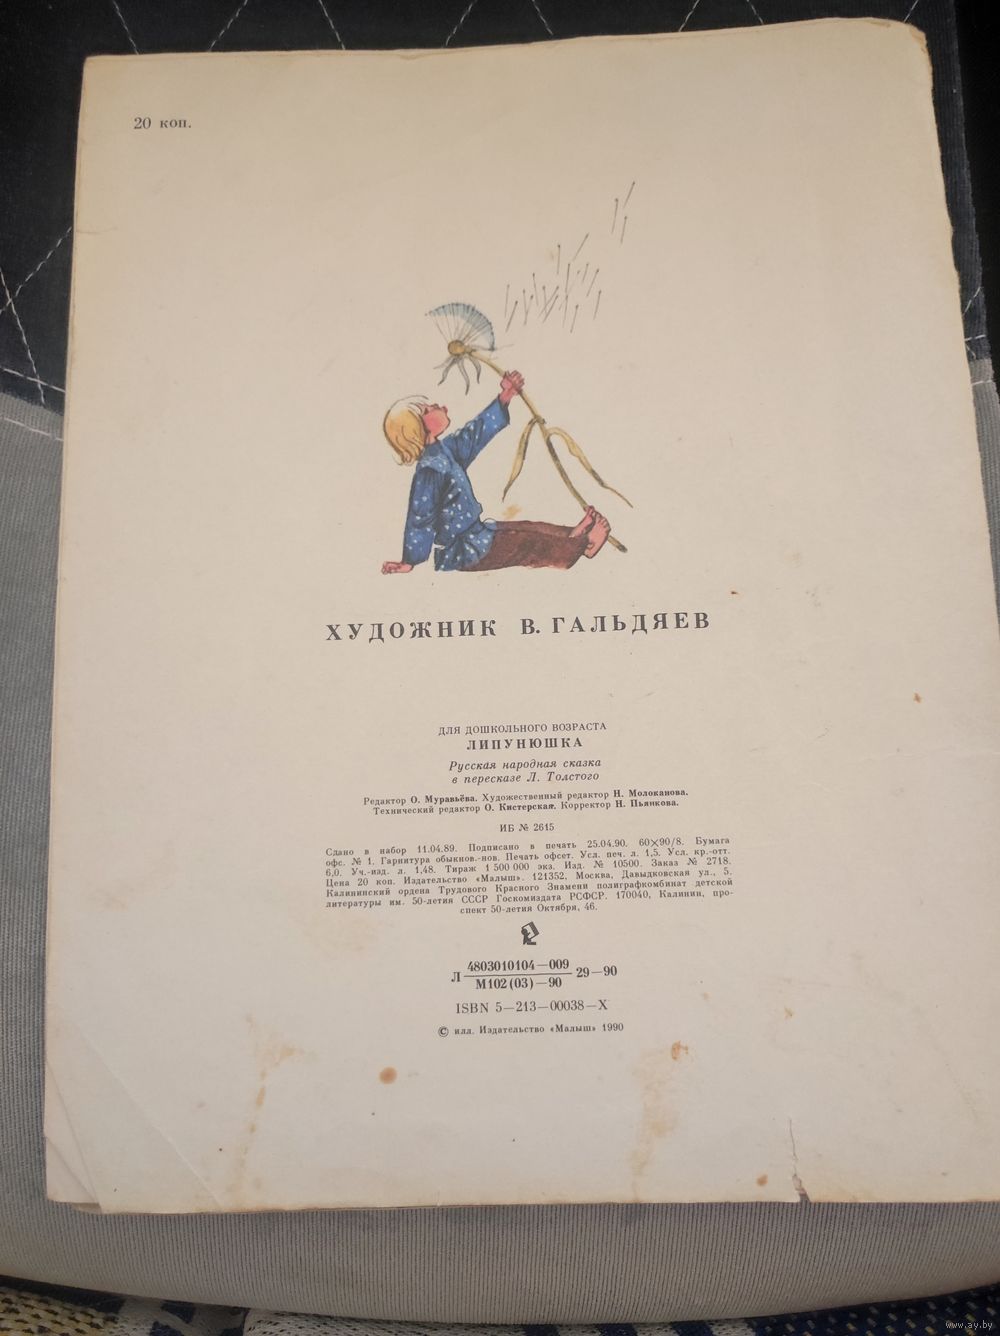 20 коп.
ХУДОЖНИК В. ГАЛЬДЯЕВ
ДЛЯ ДОШКОЛЬНОГО ВОЗРАСТА
ЛИПУНЮШКА
Русская народная сказка
в пересказе Л. Толстого
Редактор О. Муравьёва. Художественный редактор Н. Молоканова.
Технический редактор О. Кистерская. Корректор Н. Пьянкова.
ИБ № 2615
Сдано в набор 11.04.89. Подписано в печать 25.04.90. 60×90/8. Бумага
офс. № 1. Гарнитура обыкнов.-нов. Печать офсет. Усл. печ. л. 1,5. Усл. кр.-отт.
6,0. Уч.-изд. л. 1,48. Тираж 1 500 000 экз. Изд. № 10500. Заказ № 2718.
Цена 20 коп. Издательство «Малыш». 121352, Москва, Давыдковская ул., 5.
Калининский ордена Трудового Красного Знамени полиграфкомбинат детской
литературы им. 50-летия СССР Госкомиздата РСФСР. 170040, Калинин, про-
спект 50-летия Октября, 46.
Л 4803010104—009 29—90
М102(03)—90
ISBN 5—213—00038—X
© илл. Издательство «Малыш» 1990
www.ay.by